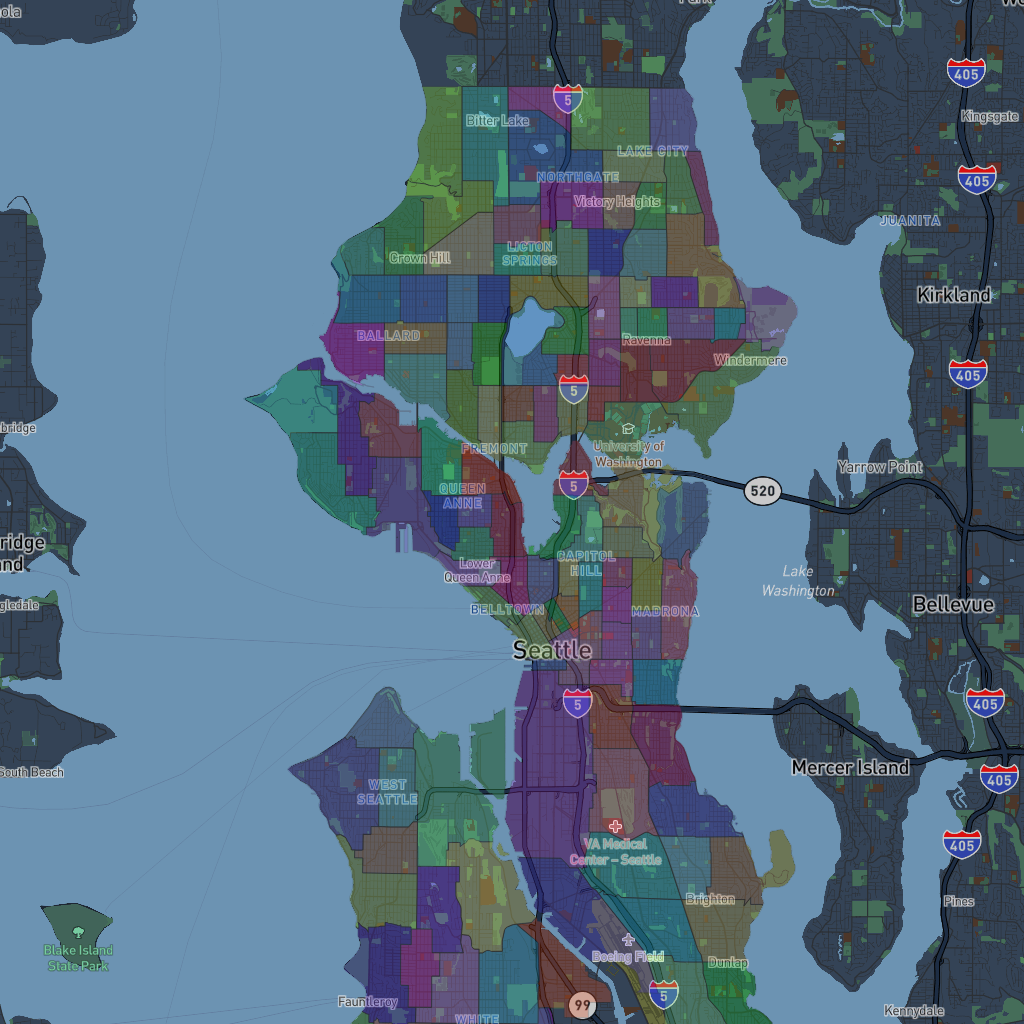 ola
Park
405
Kingsgate
5
Bitter Lake
LAKE CITY
NORTHGATE
405
Victory Heights
JUANITA
LICTON
SPRINGS
Crown Hill
Kirkland
BALLARD
Ravenna
Windermere
405
5
bridge
FREMONT
University of
Washington
Yarrow Point
5
520
QUEEN
ANNE
ridge
nd
CAPITOL
HILL
Lower
Queen Anne
Lake
Washington
gledale
BELLTOWN
MADRONA
Bellevue
Seattle
5
405
South Beach
Mercer Island
405
WEST
SEATTLE
VA Medical
Center – Seattle
405
Brighton
Pines
Blake Island
State Park
Boeing Field
Dunlap
5
Fauntleroy
99
Kennydale
WHITE